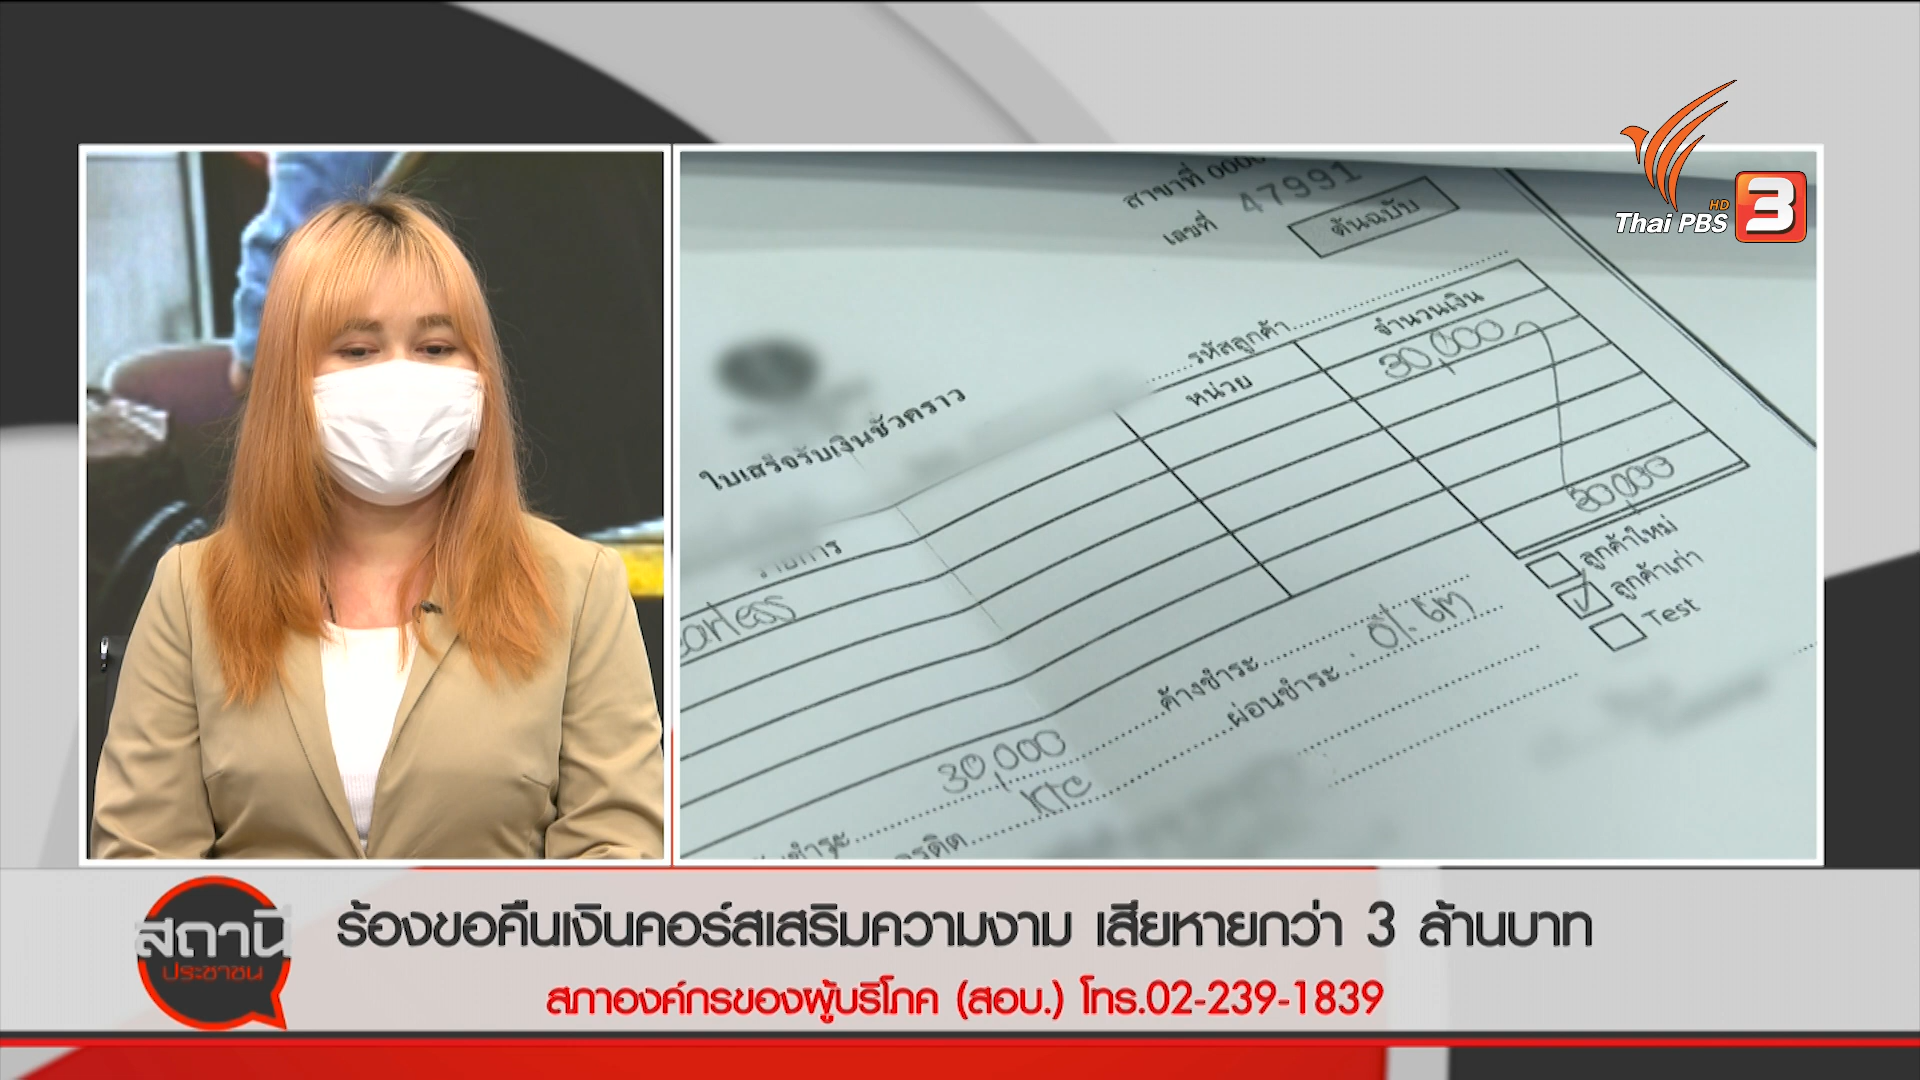 Thai PBS
HD
3
สาขาที่
เลขที่ 47991
ต้นฉบับ
ใบเสร็จรับเงินชั่วคราว
รหัสลูกค้า
รายการ
หน่วย
จำนวนเงิน
30,000
30,000
ลูกค้าใหม่
ลูกค้าเก่า
Test
ค้างชำระ
ผ่อนชำระ 0% 6M
30,000
ktc
สถานี
ประชาชน
ร้องขอคืนเงินคอร์สเสริมความงาม เสียหายกว่า 3 ล้านบาท
สภาองค์กรของผู้บริโภค (สอบ.) โทร.02-239-1839